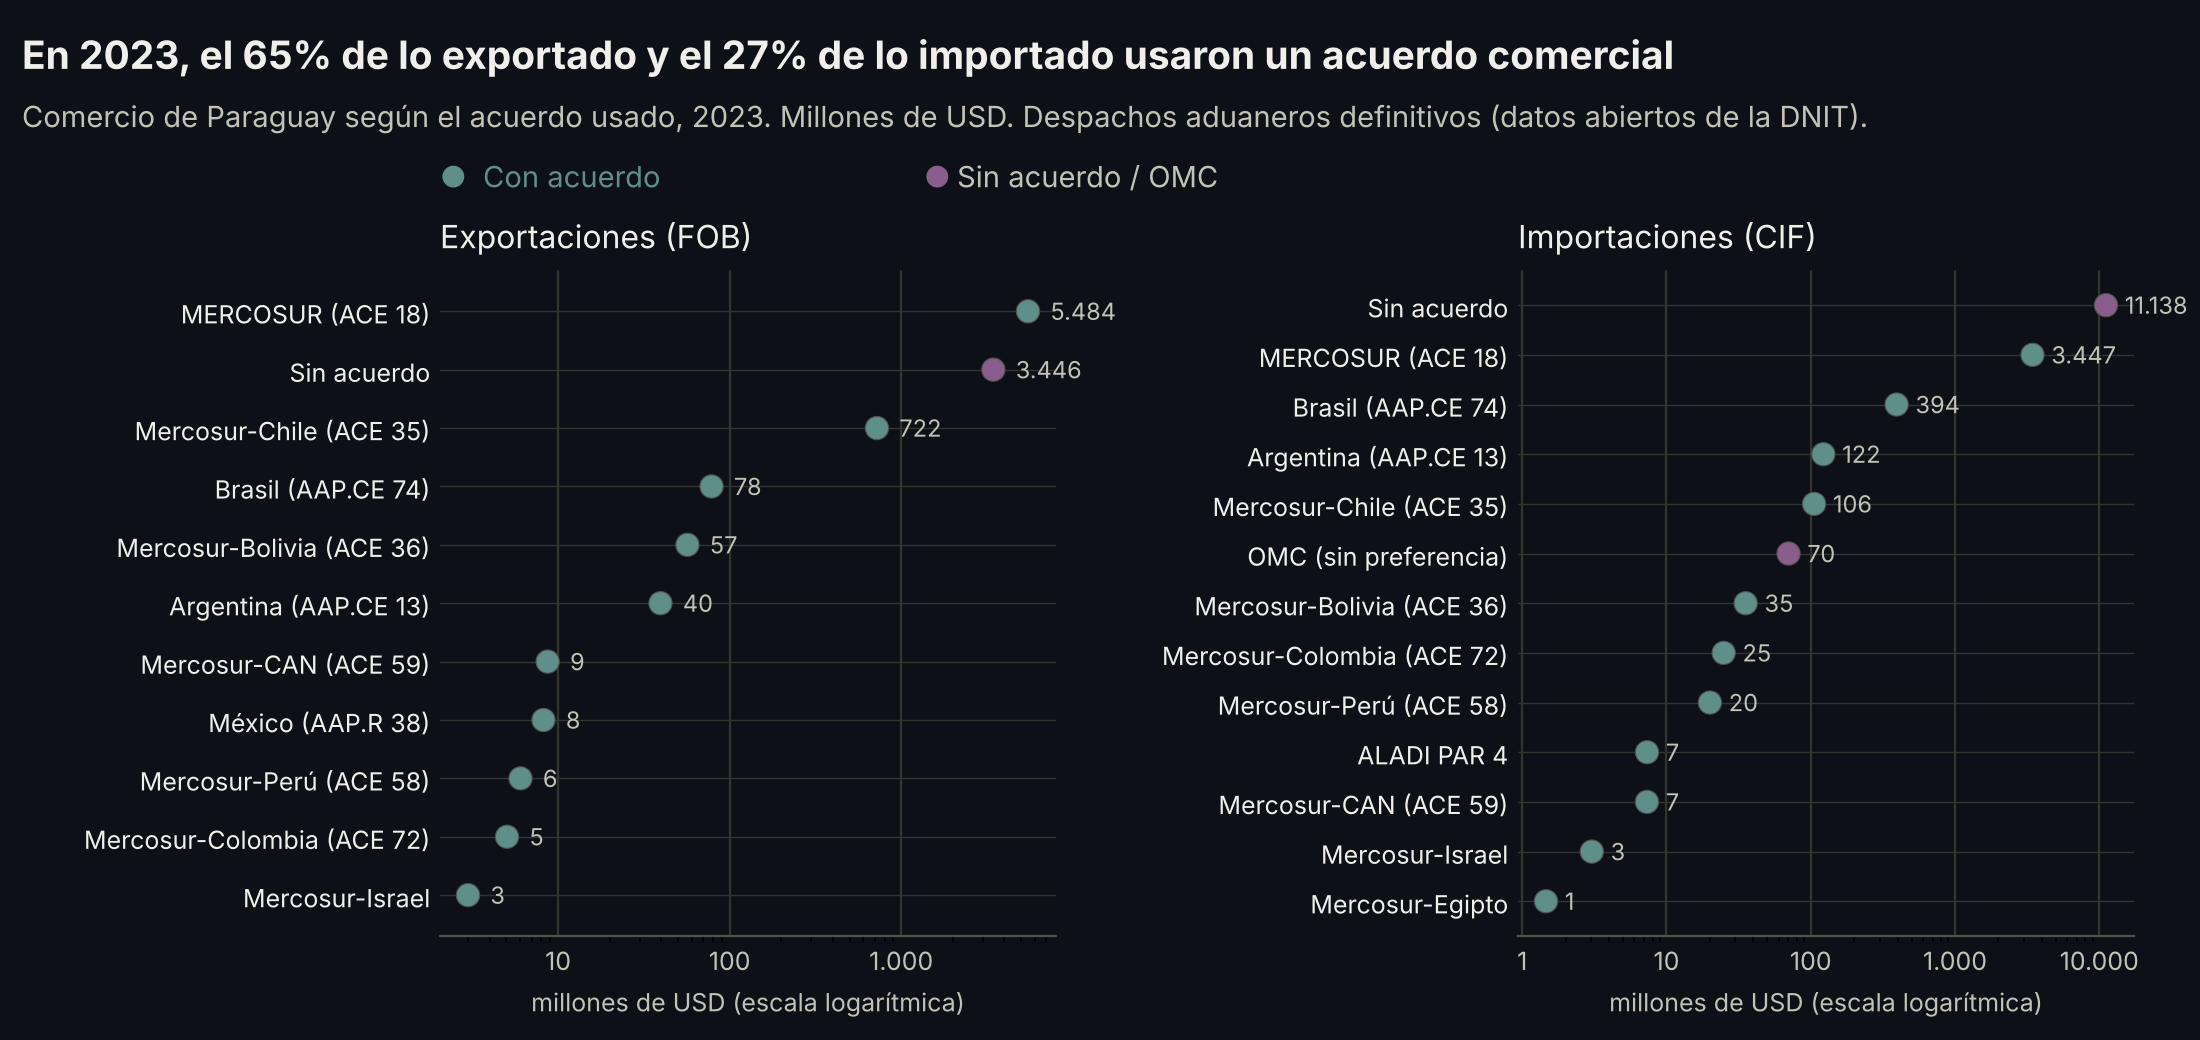 En 2023, el 65% de lo exportado y el 27% de lo importado usaron un acuerdo comercial
Comercio de Paraguay según el acuerdo usado, 2023. Millones de USD. Despachos aduaneros definitivos (datos abiertos de la DNIT).
Con acuerdo
Sin acuerdo / OMC
Exportaciones (FOB)
MERCOSUR (ACE 18) 5.484
Sin acuerdo 3.446
Mercosur-Chile (ACE 35) 722
Brasil (AAP.CE 74) 78
Mercosur-Bolivia (ACE 36) 57
Argentina (AAP.CE 13) 40
Mercosur-CAN (ACE 59) 9
México (AAP.R 38) 8
Mercosur-Perú (ACE 58) 6
Mercosur-Colombia (ACE 72) 5
Mercosur-Israel 3
10 100 1.000
millones de USD (escala logarítmica)
Importaciones (CIF)
Sin acuerdo 11.138
MERCOSUR (ACE 18) 3.447
Brasil (AAP.CE 74) 394
Argentina (AAP.CE 13) 122
Mercosur-Chile (ACE 35) 106
OMC (sin preferencia) 70
Mercosur-Bolivia (ACE 36) 35
Mercosur-Colombia (ACE 72) 25
Mercosur-Perú (ACE 58) 20
ALADI PAR 4 7
Mercosur-CAN (ACE 59) 7
Mercosur-Israel 3
Mercosur-Egipto 1
1 10 100 1.000 10.000
millones de USD (escala logarítmica)